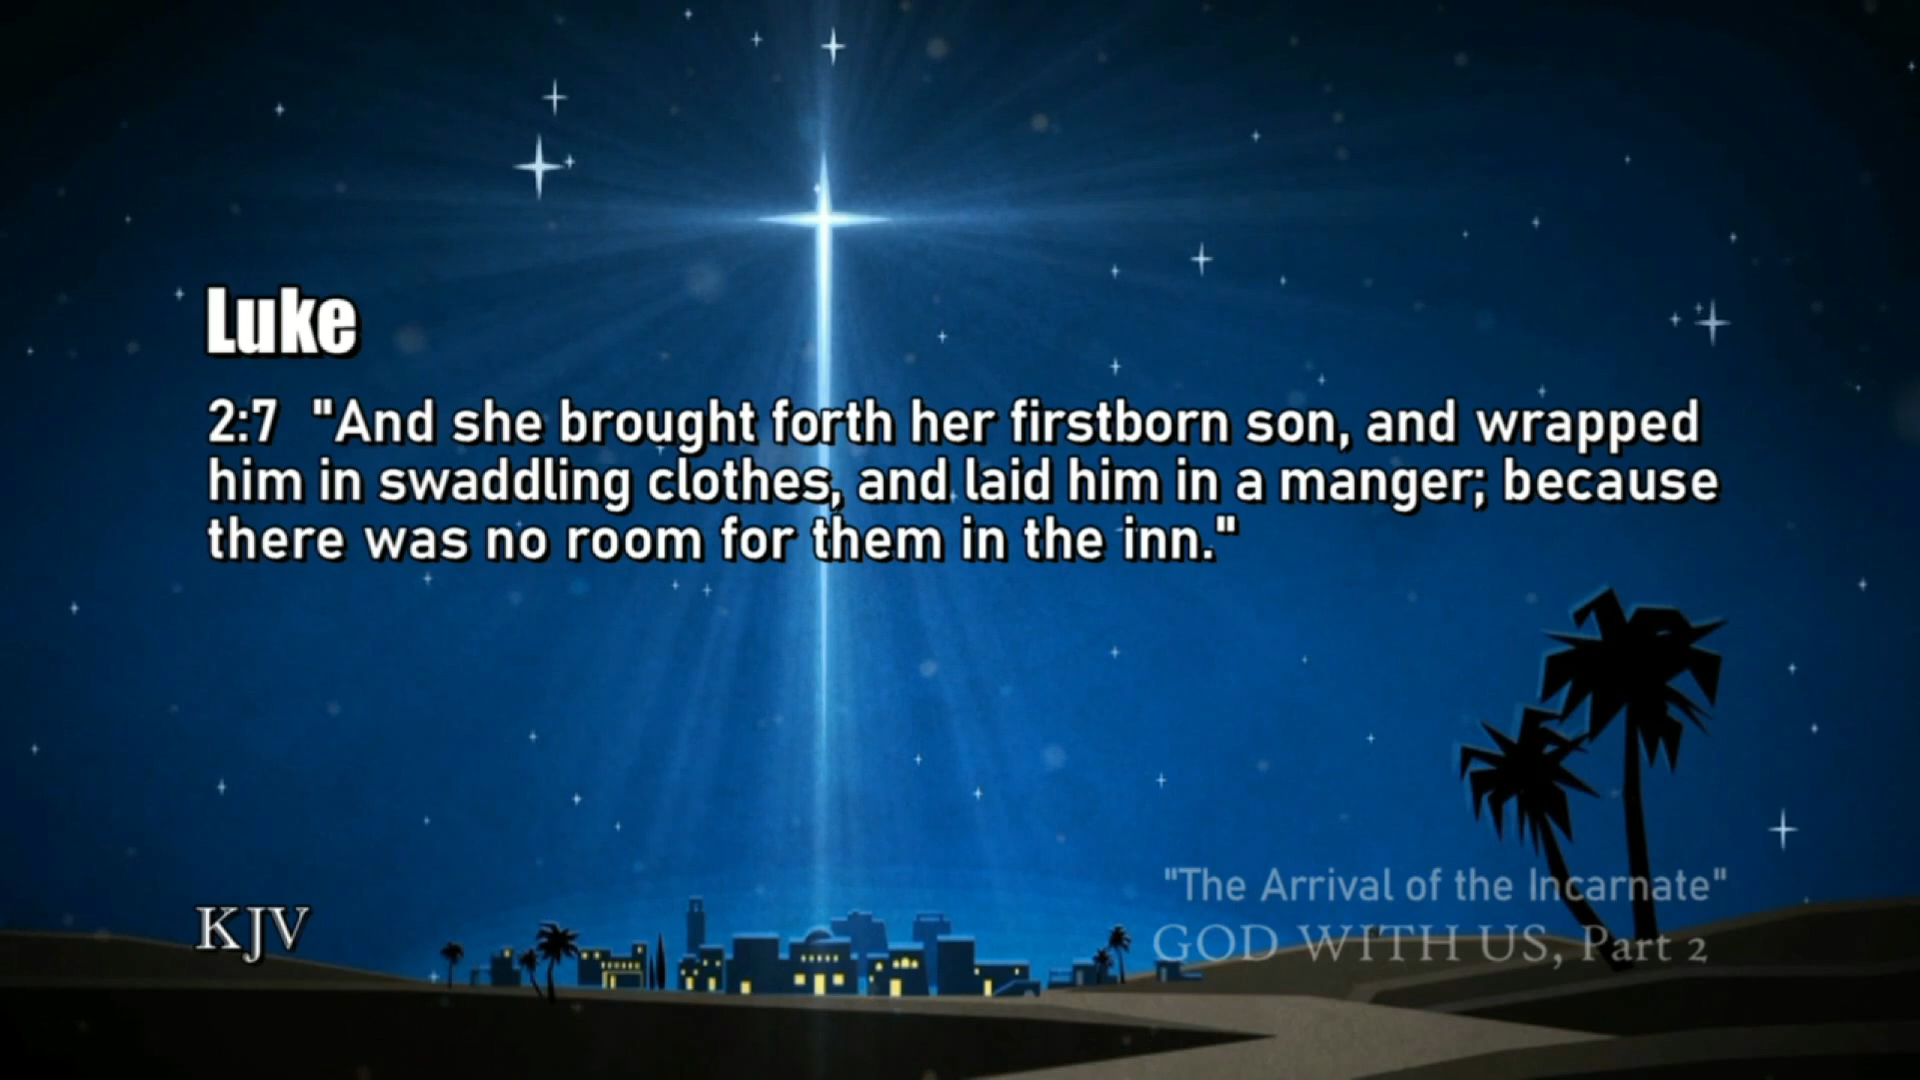 Luke
2:7 "And she brought forth her firstborn son, and wrapped
him in swaddling clothes, and laid him in a manger; because
there was no room for them in the inn."
"The Arrival of the Incarnate"
KJV
GOD WITH US, Part 2